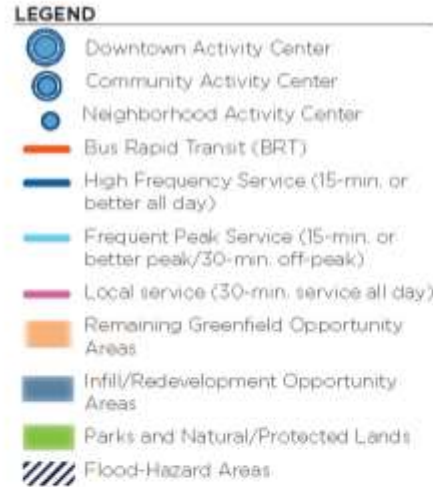 LEGEND
Downtown Activity Center
Community Activity Center
Neighborhood Activity Center
Bus Rapid Transit (BRT)
High Frequency Service (15-min. or
better all day)
Frequent Peak Service (15-min. or
better peak/30-min. off-peak)
Local service (30-min. service all day)
Remaining Greenfield Opportunity
Areas
Infill/Redevelopment Opportunity
Areas
Parks and Natural/Protected Lands
Flood-Hazard Areas